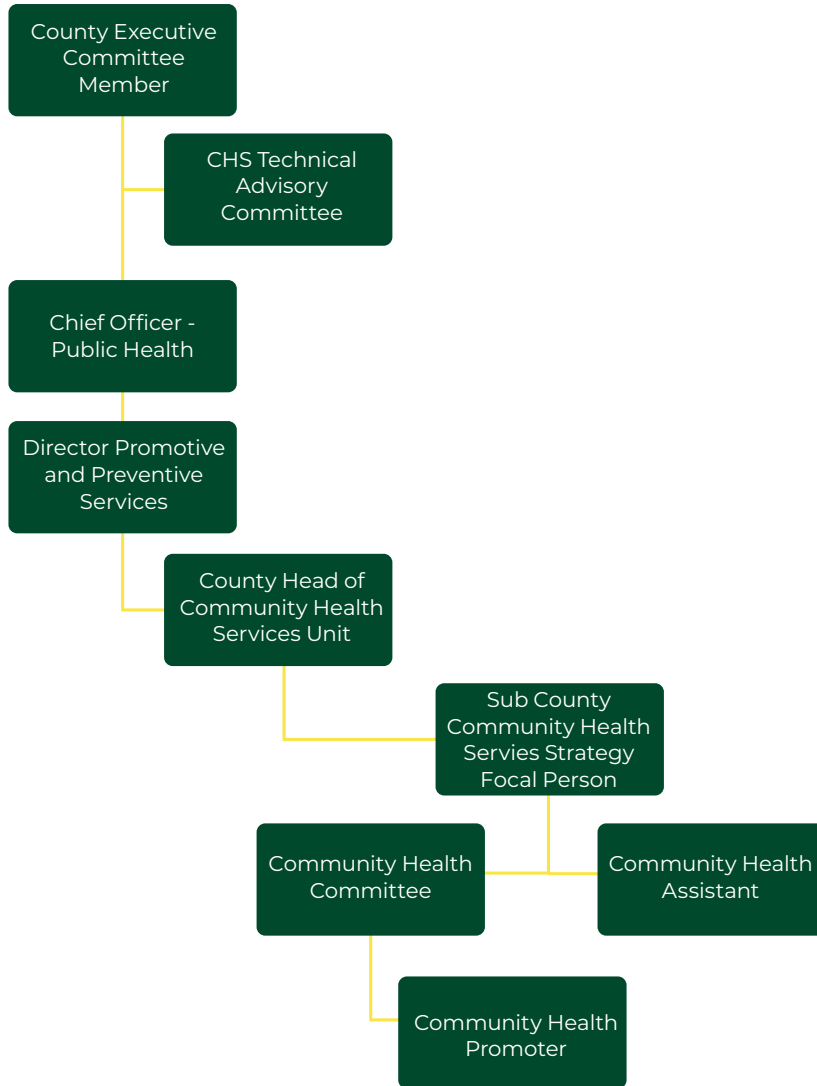 County Executive
Committee
Member
CHS Technical
Advisory
Committee
Chief Officer -
Public Health
Director Promotive
and Preventive
Services
County Head of
Community Health
Services Unit
Sub County
Community Health
Servies Strategy
Focal Person
Community Health
Committee
Community Health
Assistant
Community Health
Promoter